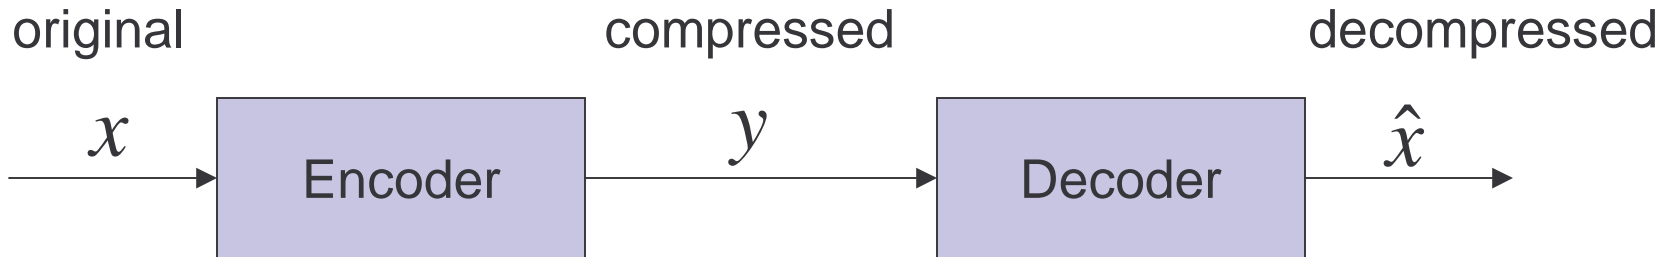 original compressed decompressed
x y x̂
Encoder Decoder